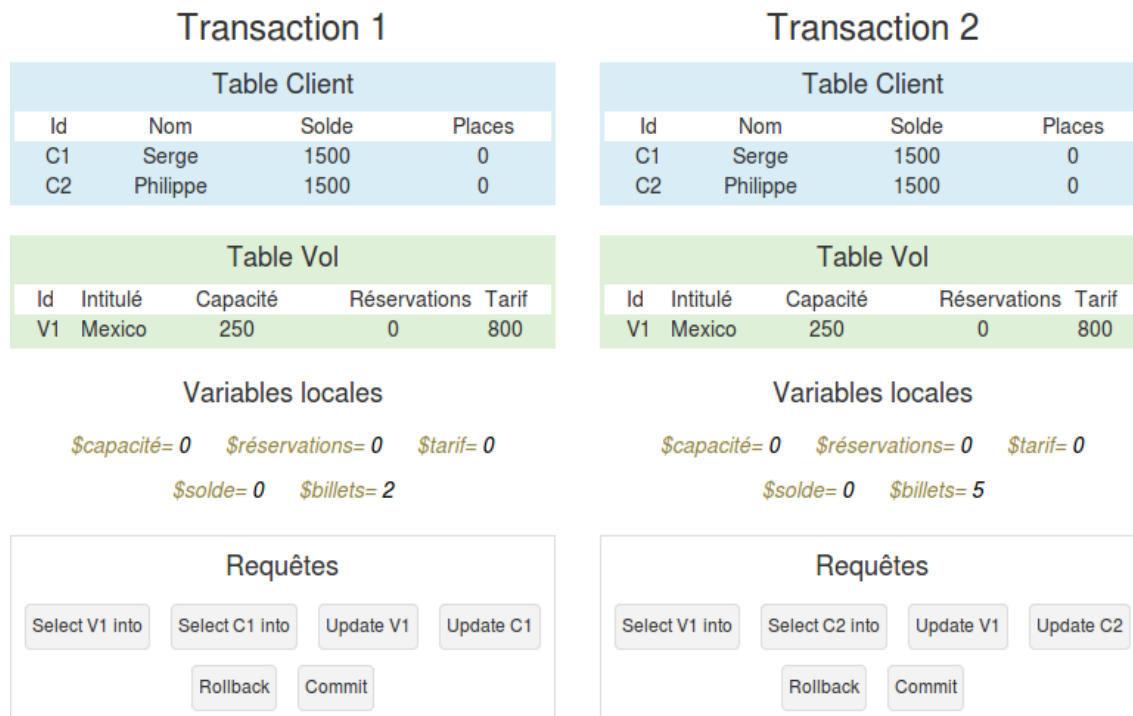 Transaction 1
Table Client
Id Nom Solde Places
C1 Serge 1500 0
C2 Philippe 1500 0
Table Vol
Id Intitulé Capacité Réservations Tarif
V1 Mexico 250 0 800
Variables locales
$capacité= 0 $réservations= 0 $tarif= 0
$solde= 0 $billets= 2
Requêtes
Select V1 into Select C1 into Update V1 Update C1
Rollback Commit
Transaction 2
Table Client
Id Nom Solde Places
C1 Serge 1500 0
C2 Philippe 1500 0
Table Vol
Id Intitulé Capacité Réservations Tarif
V1 Mexico 250 0 800
Variables locales
$capacité= 0 $réservations= 0 $tarif= 0
$solde= 0 $billets= 5
Requêtes
Select V1 into Select C2 into Update V1 Update C2
Rollback Commit